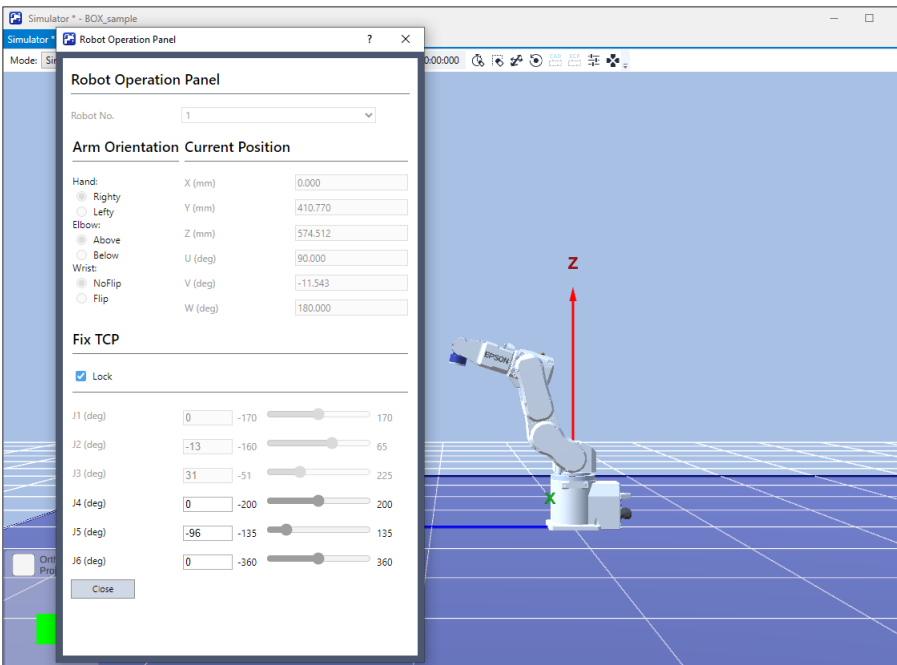 Simulator * - BOX_sample
Simulator *
Robot Operation Panel ? ×
Mode:
0:00:000
Robot Operation Panel
Robot No. 1
Arm Orientation Current Position
Hand:
Righty
Lefty
Elbow:
Above
Below
Wrist:
NoFlip
Flip
X (mm) 0.000
Y (mm) 410.770
Z (mm) 574.512
U (deg) 90.000
V (deg) -11.543
W (deg) 180.000
Fix TCP
Lock
J1 (deg) 0 -170 170
J2 (deg) -13 -160 65
J3 (deg) 31 -51 225
J4 (deg) 0 -200 200
J5 (deg) -96 -135 135
J6 (deg) 0 -360 360
Close
Z
EPSON
X